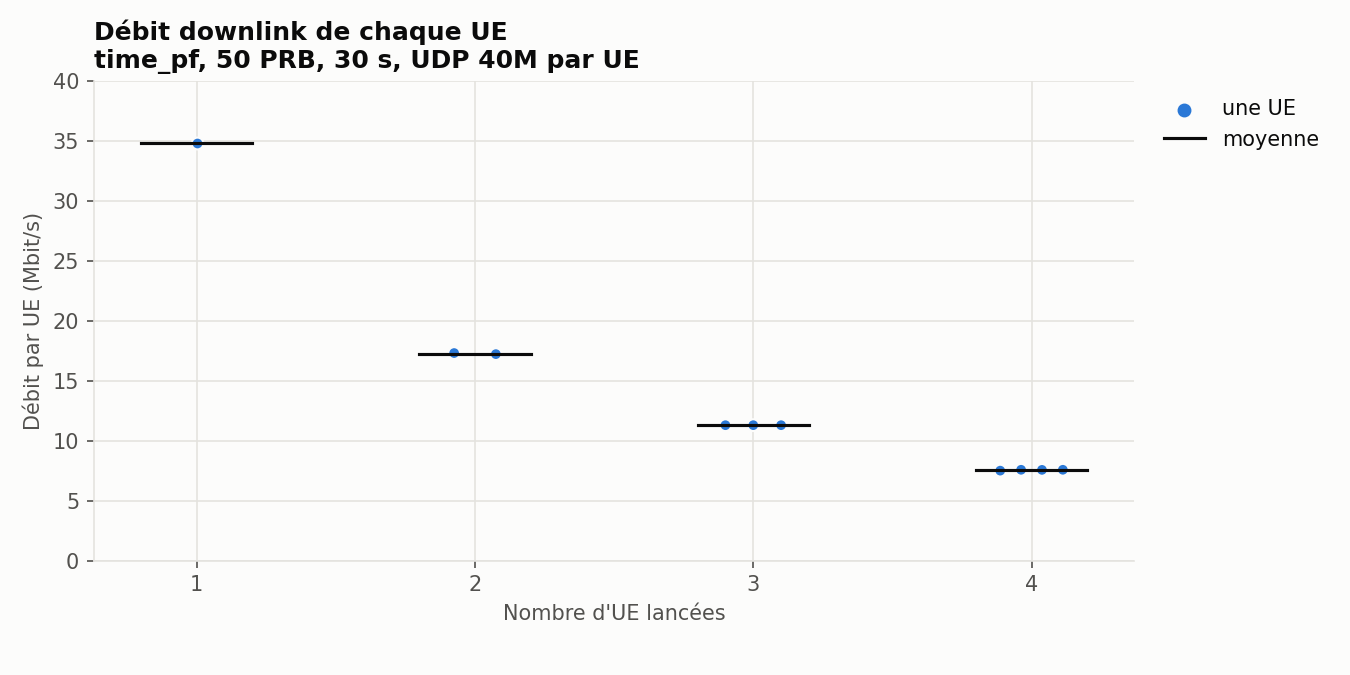 Débit downlink de chaque UE
time_pf, 50 PRB, 30 s, UDP 40M par UE
une UE
moyenne
Débit par UE (Mbit/s)
40
35
30
25
20
15
10
5
0
1 2 3 4
Nombre d'UE lancées